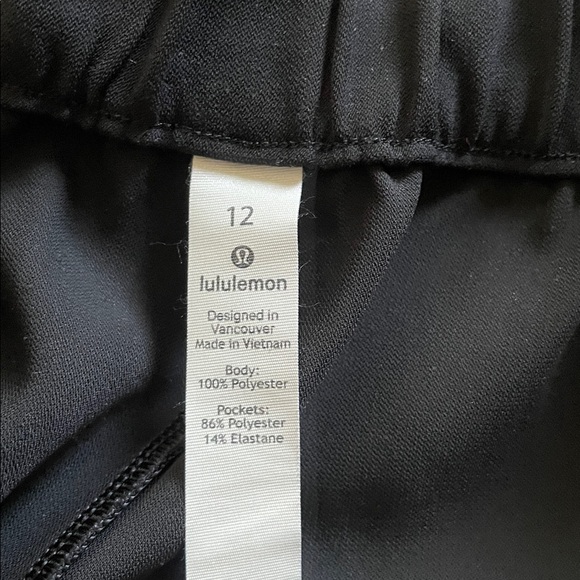 12
lululemon
Designed in
Vancouver
Made in Vietnam
Body:
100% Polyester
Pockets:
86% Polyester
14% Elastane